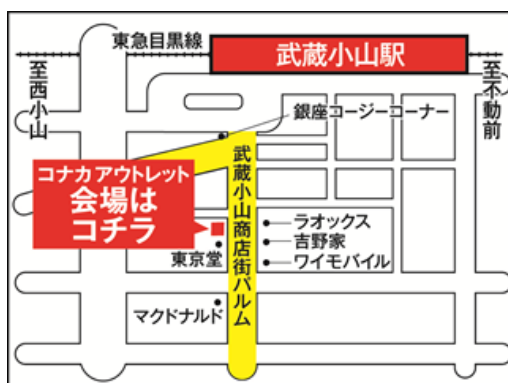 東急目黒線
武蔵小山駅
至西小山
至不動前
銀座コージーコーナー
コナカ アウトレット
会場は
コチラ
武蔵小山商店街パルム
ラオックス
吉野家
ワイモバイル
東京堂
マクドナルド